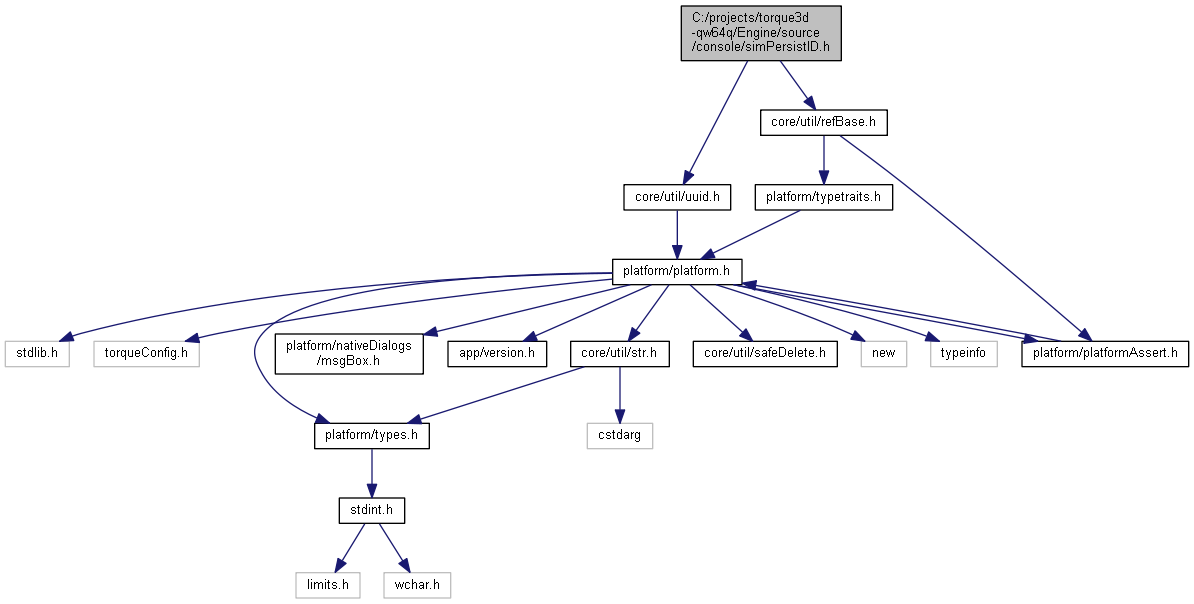 C:/projects/torque3d
-qw64q/Engine/source
/console/simPersistID.h
core/util/refBase.h
core/util/uuid.h
platform/typetraits.h
platform/platform.h
stdlib.h
torqueConfig.h
platform/nativeDialogs
/msgBox.h
app/version.h
core/util/str.h
core/util/safeDelete.h
new
typeinfo
platform/platformAssert.h
platform/types.h
cstdarg
stdint.h
limits.h
wchar.h